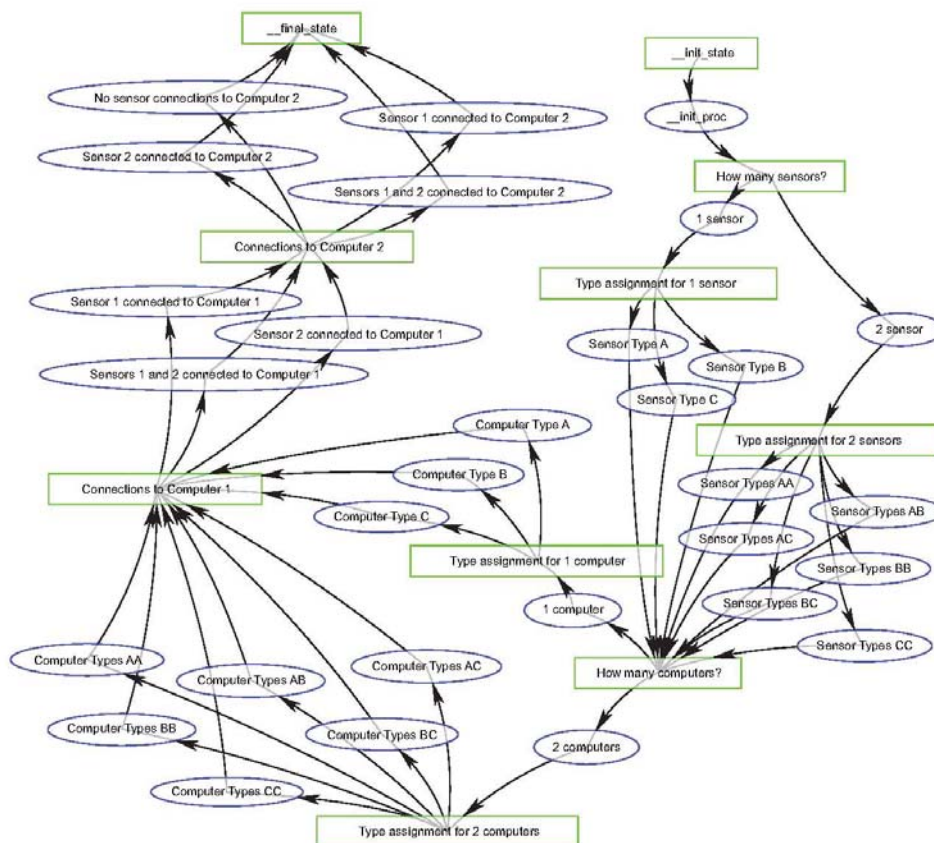 __final_state
__init_state
No sensor connections to Computer 2
Sensor 1 connected to Computer 2
__init_proc
Sensor 2 connected to Computer 2
How many sensors?
Sensors 1 and 2 connected to Computer 2
1 sensor
Connections to Computer 2
Type assignment for 1 sensor
Sensor 1 connected to Computer 1
2 sensor
Sensor 2 connected to Computer 1
Sensor Type A
Sensor Type B
Sensors 1 and 2 connected to Computer 1
Sensor Type C
Computer Type A
Type assignment for 2 sensors
Computer Type B
Sensor Types AA
Connections to Computer 1
Sensor Types AB
Computer Type C
Sensor Types AC
Type assignment for 1 computer
Sensor Types BB
1 computer
Sensor Types BC
Sensor Types CC
Computer Types AA
Computer Types AC
How many computers?
Computer Types AB
Computer Types BB
Computer Types BC
2 computers
Computer Types CC
Type assignment for 2 computers